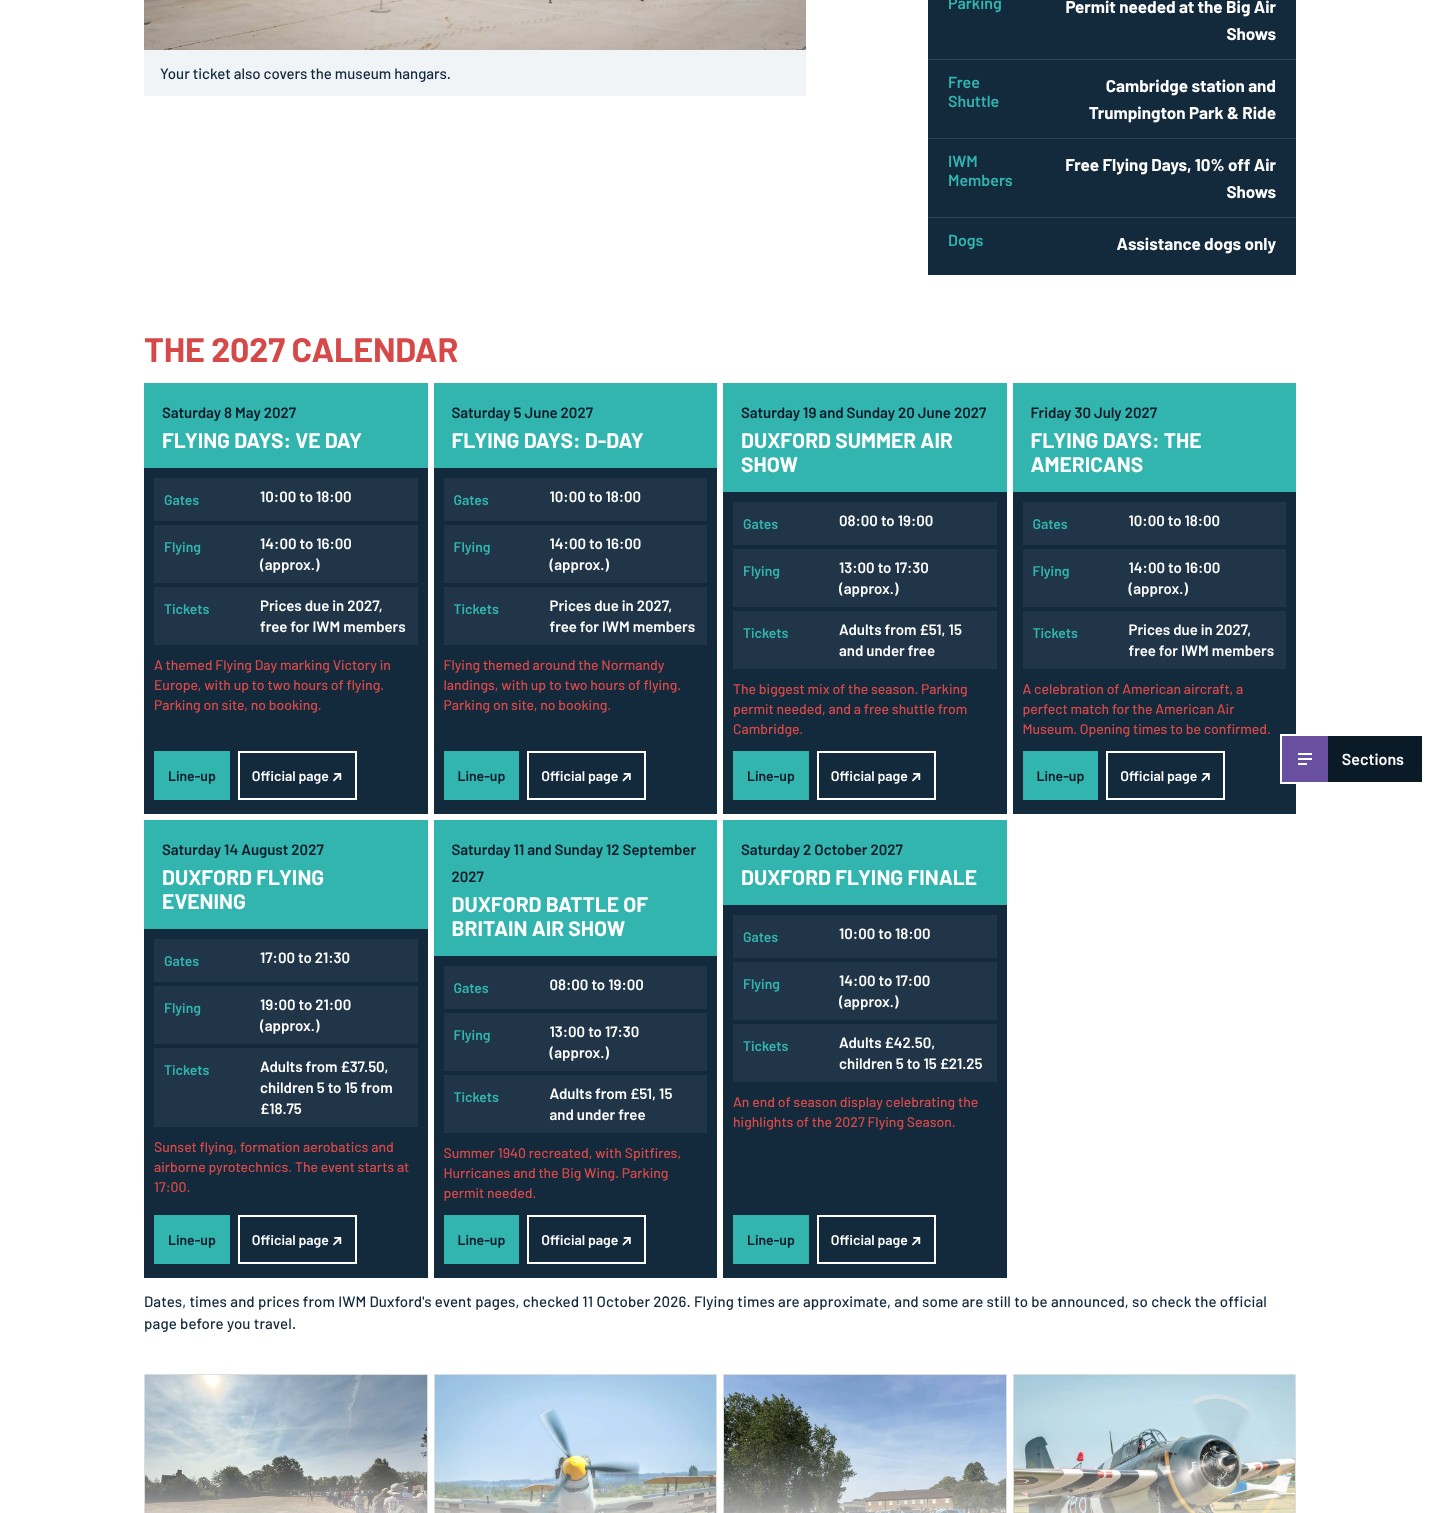 Your ticket also covers the museum hangars.
Parking
Permit needed at the Big Air
Shows
Free
Shuttle
Cambridge station and
Trumpington Park & Ride
IWM
Members
Free Flying Days, 10% off Air
Shows
Dogs
Assistance dogs only
THE 2027 CALENDAR
Saturday 8 May 2027
FLYING DAYS: VE DAY
Gates
10:00 to 18:00
Flying
14:00 to 16:00
(approx.)
Tickets
Prices due in 2027,
free for IWM members
A themed Flying Day marking Victory in
Europe, with up to two hours of flying.
Parking on site, no booking.
Line-up
Official page ↗
Saturday 5 June 2027
FLYING DAYS: D-DAY
Gates
10:00 to 18:00
Flying
14:00 to 16:00
(approx.)
Tickets
Prices due in 2027,
free for IWM members
Flying themed around the Normandy
landings, with up to two hours of flying.
Parking on site, no booking.
Line-up
Official page ↗
Saturday 19 and Sunday 20 June 2027
DUXFORD SUMMER AIR
SHOW
Gates
08:00 to 19:00
Flying
13:00 to 17:30
(approx.)
Tickets
Adults from £51, 15
and under free
The biggest mix of the season. Parking
permit needed, and a free shuttle from
Cambridge.
Line-up
Official page ↗
Friday 30 July 2027
FLYING DAYS: THE
AMERICANS
Gates
10:00 to 18:00
Flying
14:00 to 16:00
(approx.)
Tickets
Prices due in 2027,
free for IWM members
A celebration of American aircraft, a
perfect match for the American Air
Museum. Opening times to be confirmed.
Line-up
Official page ↗
Sections
Saturday 14 August 2027
DUXFORD FLYING
EVENING
Gates
17:00 to 21:30
Flying
19:00 to 21:00
(approx.)
Tickets
Adults from £37.50,
children 5 to 15 from
£18.75
Sunset flying, formation aerobatics and
airborne pyrotechnics. The event starts at
17:00.
Line-up
Official page ↗
Saturday 11 and Sunday 12 September
2027
DUXFORD BATTLE OF
BRITAIN AIR SHOW
Gates
08:00 to 19:00
Flying
13:00 to 17:30
(approx.)
Tickets
Adults from £51, 15
and under free
Summer 1940 recreated, with Spitfires,
Hurricanes and the Big Wing. Parking
permit needed.
Line-up
Official page ↗
Saturday 2 October 2027
DUXFORD FLYING FINALE
Gates
10:00 to 18:00
Flying
14:00 to 17:00
(approx.)
Tickets
Adults £42.50,
children 5 to 15 £21.25
An end of season display celebrating the
highlights of the 2027 Flying Season.
Line-up
Official page ↗
Dates, times and prices from IWM Duxford's event pages, checked 11 October 2026. Flying times are approximate, and some are still to be announced, so check the official
page before you travel.